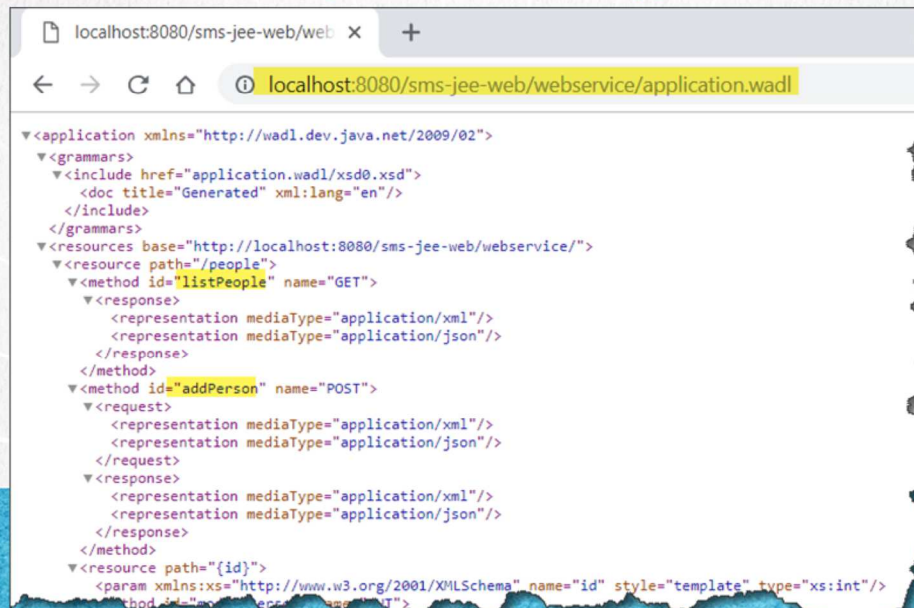 localhost:8080/sms-jee-web/web
localhost:8080/sms-jee-web/webservice/application.wadl
▼<application xmlns="http://wadl.dev.java.net/2009/02">
▼<grammars>
▼<include href="application.wadl/xsd0.xsd">
<doc title="Generated" xml:lang="en"/>
</include>
</grammars>
▼<resources base="http://localhost:8080/sms-jee-web/webservice/">
▼<resource path="/people">
▼<method id="listPeople" name="GET">
▼<response>
<representation mediaType="application/xml"/>
<representation mediaType="application/json"/>
</response>
</method>
▼<method id="addPerson" name="POST">
▼<request>
<representation mediaType="application/xml"/>
<representation mediaType="application/json"/>
</request>
▼<response>
<representation mediaType="application/xml"/>
<representation mediaType="application/json"/>
</response>
</method>
▼<resource path="{id}">
<param xmlns:xs="http://www.w3.org/2001/XMLSchema" name="id" style="template" type="xs:int"/>